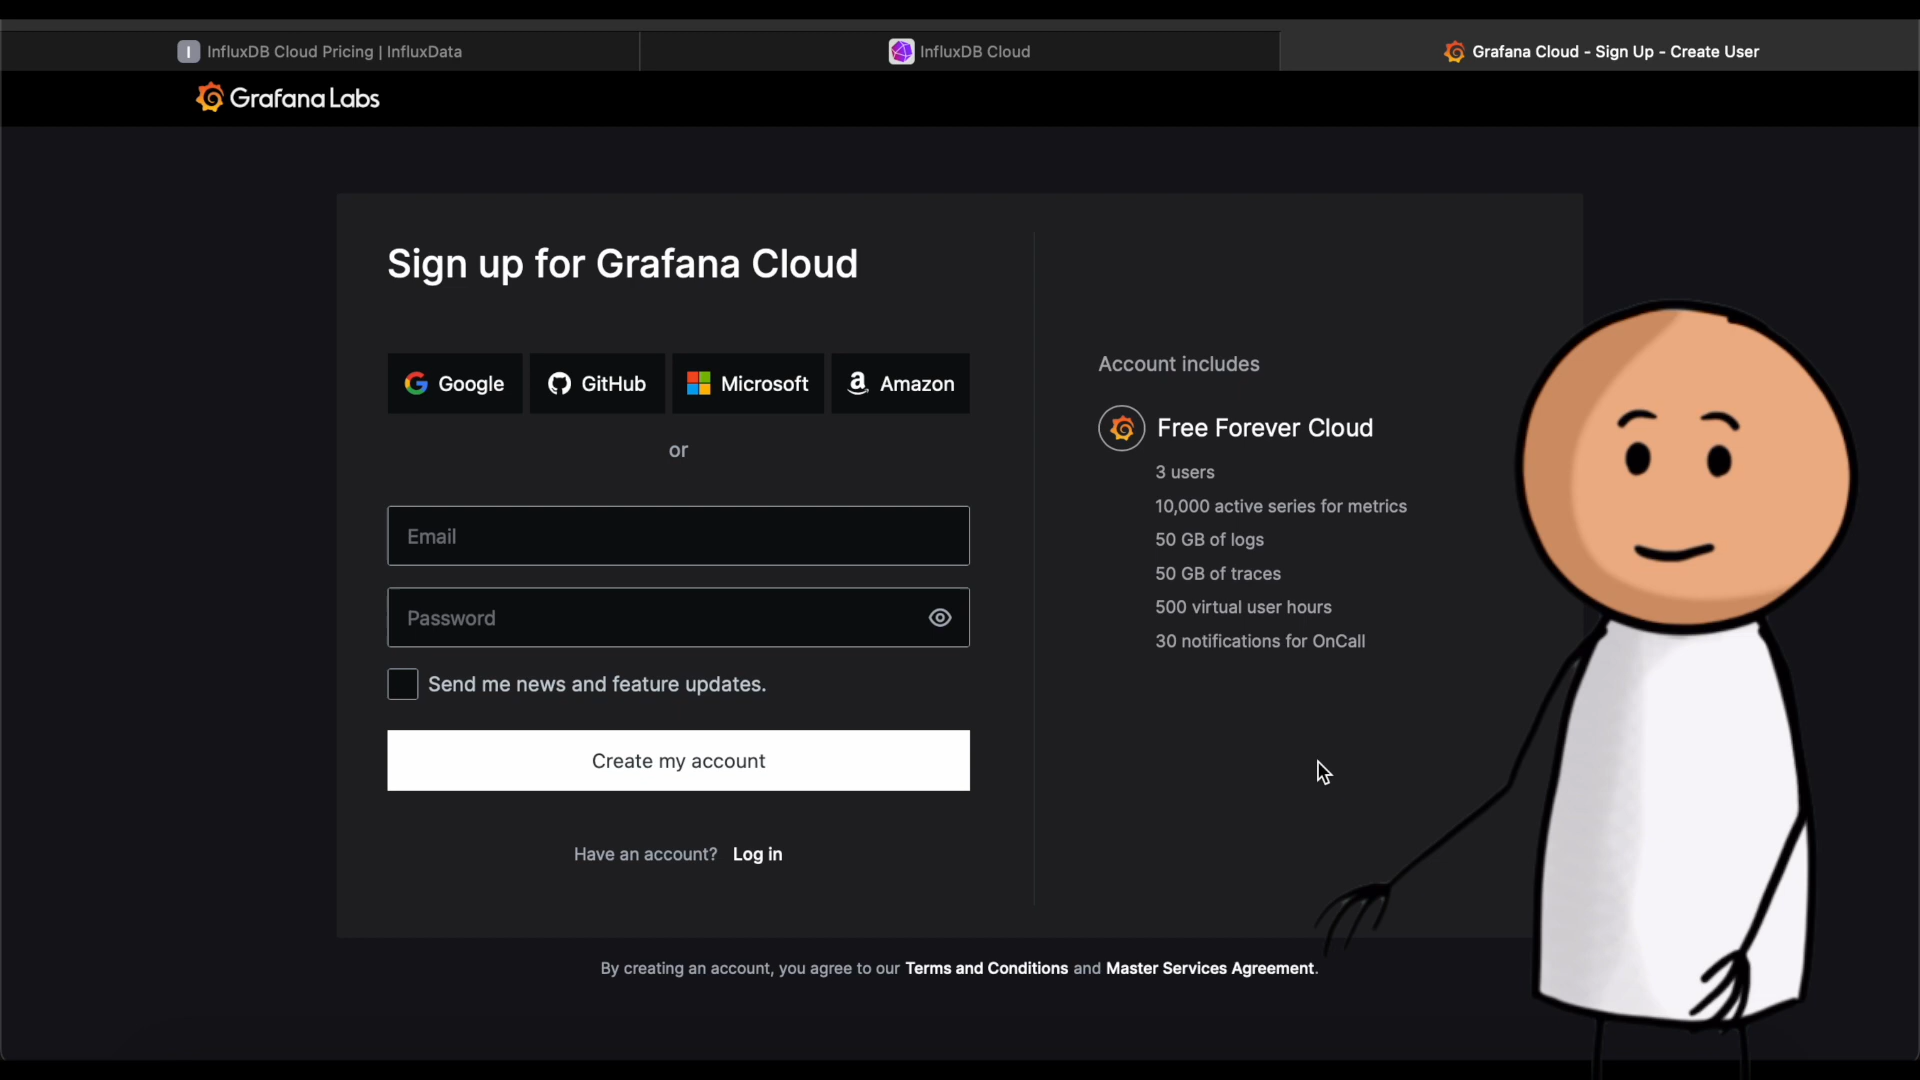 I InfluxDB Cloud Pricing | InfluxData
InfluxDB Cloud
Grafana Cloud - Sign Up - Create User
Grafana Labs
Sign up for Grafana Cloud
Google
GitHub
Microsoft
Amazon
or
Email
Password
Send me news and feature updates.
Create my account
Have an account? Log in
Account includes
Free Forever Cloud
3 users
10,000 active series for metrics
50 GB of logs
50 GB of traces
500 virtual user hours
30 notifications for OnCall
By creating an account, you agree to our Terms and Conditions and Master Services Agreement.